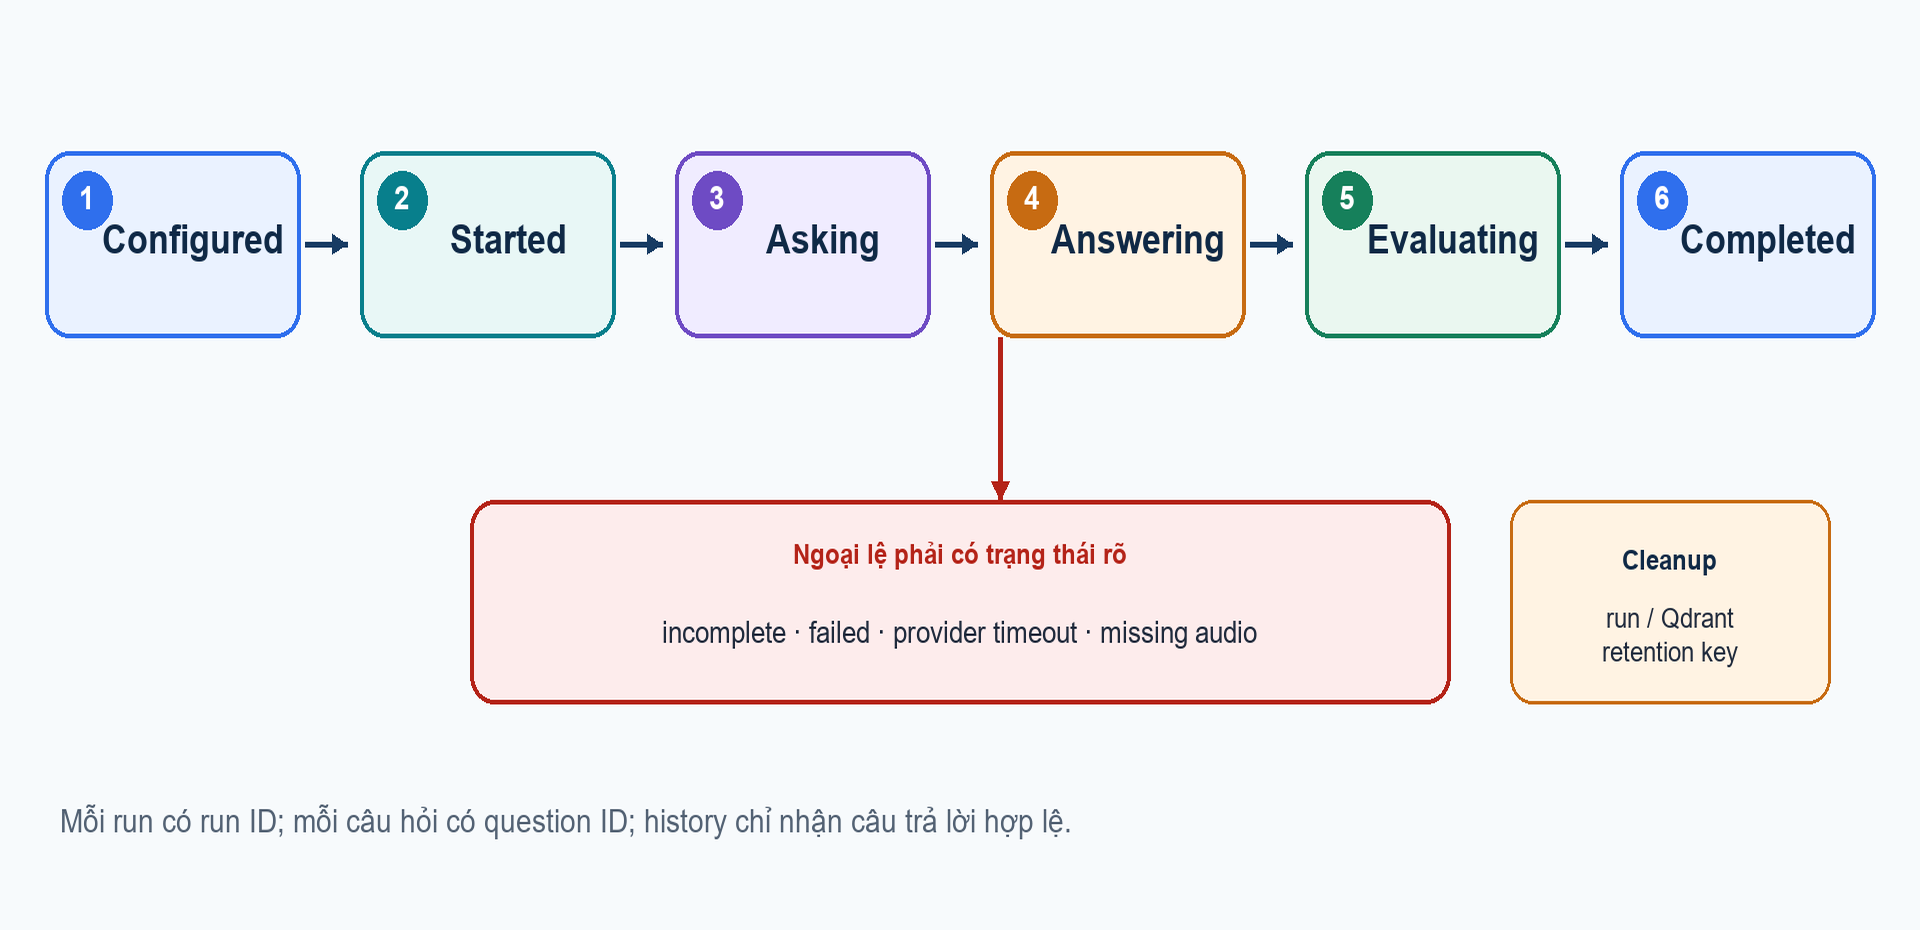 1
Configured
2
Started
3
Asking
4
Answering
5
Evaluating
6
Completed
Ngoại lệ phải có trạng thái rõ
incomplete · failed · provider timeout · missing audio
Cleanup
run / Qdrant
retention key
Mỗi run có run ID; mỗi câu hỏi có question ID; history chỉ nhận câu trả lời hợp lệ.